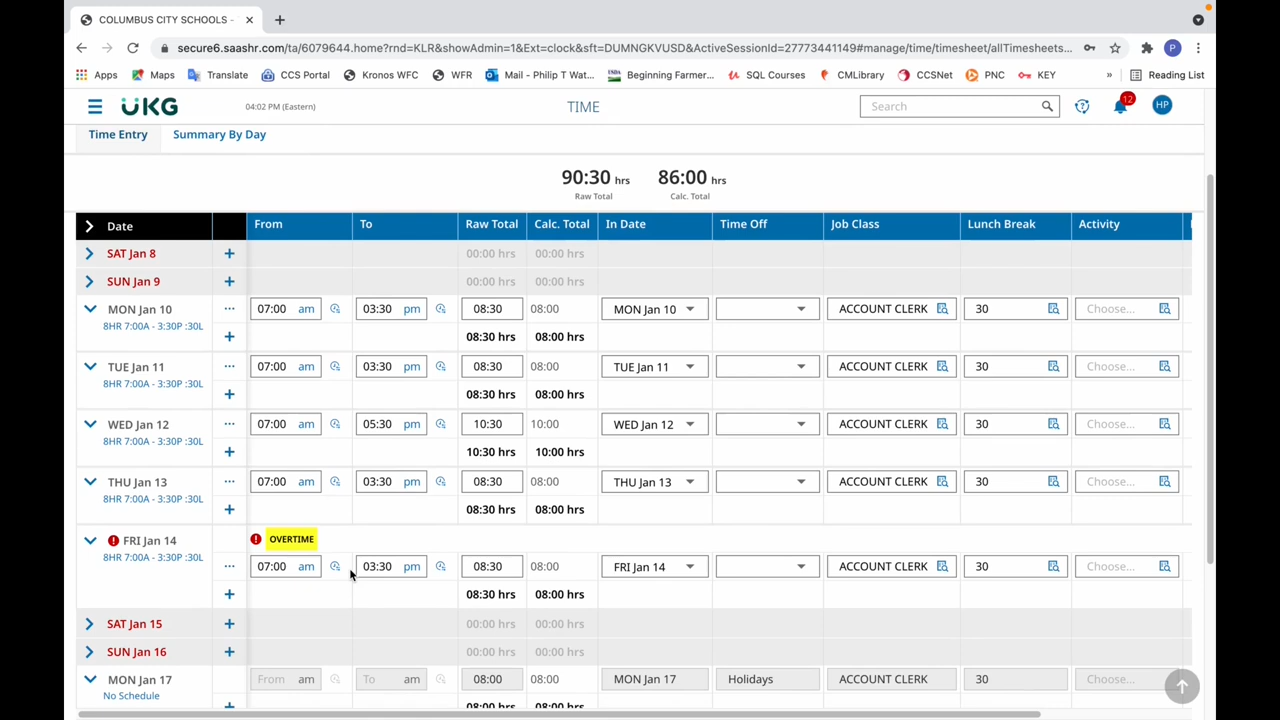 COLUMBUS CITY SCHOOLS -
secure6.saashr.com/ta/6079644.home?rnd=KLR&showAdmin=1&Ext=clock&sft=DUMNGKVUSD&ActiveSessionId=27773441149#manage/time/timesheet/allTimesheets...
P
Apps Maps Translate CCS Portal Kronos WFC WFR Mail - Philip T Wat... Beginning Farmer... SQL Courses CMLibrary CCSNet PNC KEY » Reading List
UKG 04:02 PM (Eastern) TIME Search 12 HP
Time Entry Summary By Day
90:30 hrs 86:00 hrs
Raw Total Calc. Total
Date From To Raw Total Calc. Total In Date Time Off Job Class Lunch Break Activity
SAT Jan 8 + 00:00 hrs 00:00 hrs
SUN Jan 9 + 00:00 hrs 00:00 hrs
MON Jan 10 ... 07:00 am 03:30 pm 08:30 08:00 MON Jan 10 ACCOUNT CLERK 30 Choose...
8HR 7:00A - 3:30P :30L
+ 08:30 hrs 08:00 hrs
TUE Jan 11 ... 07:00 am 03:30 pm 08:30 08:00 TUE Jan 11 ACCOUNT CLERK 30 Choose...
8HR 7:00A - 3:30P :30L
+ 08:30 hrs 08:00 hrs
WED Jan 12 ... 07:00 am 05:30 pm 10:30 10:00 WED Jan 12 ACCOUNT CLERK 30 Choose...
8HR 7:00A - 3:30P :30L
+ 10:30 hrs 10:00 hrs
THU Jan 13 ... 07:00 am 03:30 pm 08:30 08:00 THU Jan 13 ACCOUNT CLERK 30 Choose...
8HR 7:00A - 3:30P :30L
+ 08:30 hrs 08:00 hrs
FRI Jan 14 OVERTIME
8HR 7:00A - 3:30P :30L
... 07:00 am 03:30 pm 08:30 08:00 FRI Jan 14 ACCOUNT CLERK 30 Choose...
+ 08:30 hrs 08:00 hrs
SAT Jan 15 + 00:00 hrs 00:00 hrs
SUN Jan 16 + 00:00 hrs 00:00 hrs
MON Jan 17 From am To am 08:00 08:00 MON Jan 17 Holidays ACCOUNT CLERK 30 Choose...
No Schedule
+ 08:00 hrs 08:00 hrs